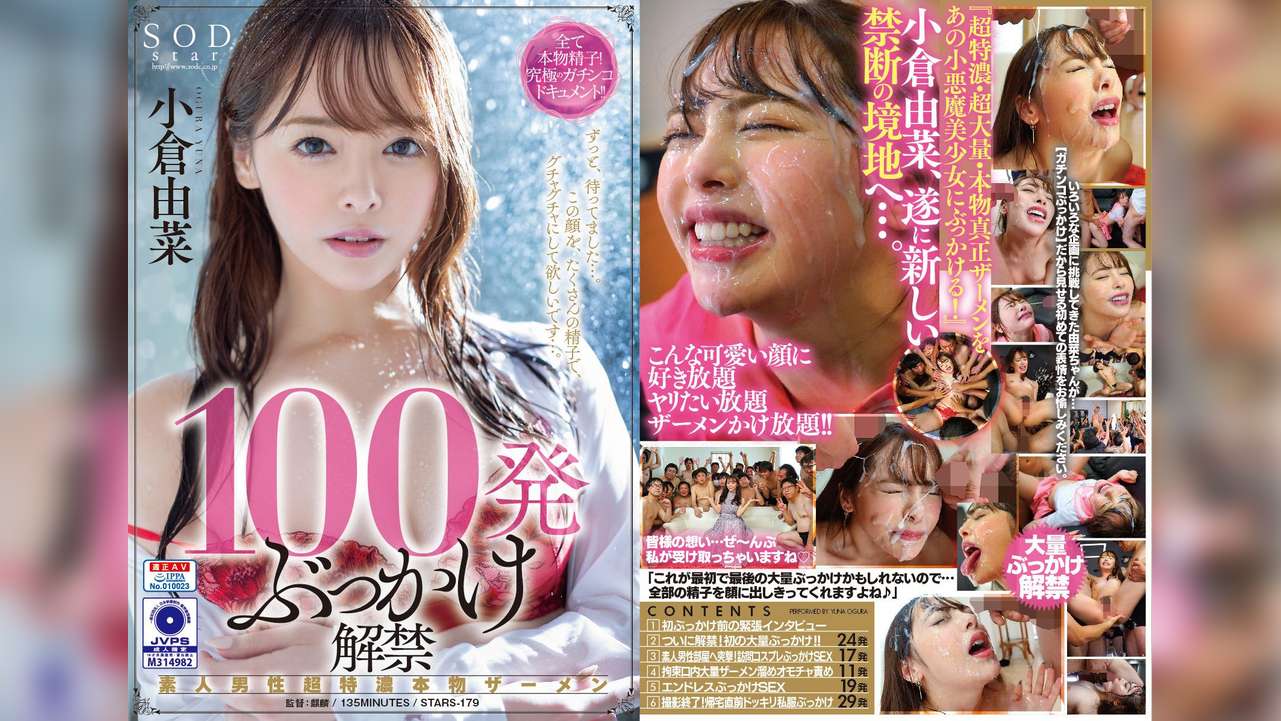 SOD
star
http://www.sodc.co.jp
OGURA YUNA
小倉由菜
全て
本物精子!
究極のガチンコ
ドキュメント!!
ずっと、待ってました…。
この顔を、たくさんの精子で、
グチャグチャにして欲しいです…。
100発
ぶっかけ
解禁
適正AV
IPPA
No.010023
JVPS
成人指定
M314982
素人男性超特濃本物ザーメン
監督:麒麟 / 135MINUTES / STARS-179
『超特濃・超大量・本物真正ザーメンを
あの小悪魔美少女にぶっかける!』
小倉由菜、遂に新しい
禁断の境地へ…。
いろいろな企画に挑戦してきた由菜ちゃんが…
【ガチンコぶっかけ】だから見せる初めての表情をお愉しみください。
こんな可愛い顔に
好き放題
ヤリたい放題
ザーメンかけ放題!!
皆様の想い…ぜ〜んぶ
私が受け取っちゃいますね♡
大量
ぶっかけ
解禁
「これが最初で最後の大量ぶっかけかもしれないので…
全部の精子を顔に出しきってくれますよね♪」
CONTENTS PERFORMED BY: YUNA OGURA
1 初ぶっかけ前の緊張インタビュー
2 ついに解禁!初の大量ぶっかけ!! 24発
3 素人男性部屋へ突撃!訪問コスプレぶっかけSEX 17発
4 拘束口内大量ザーメン溜めオモチャ責め 11発
5 エンドレスぶっかけSEX 19発
6 撮影終了!帰宅直前ドッキリ私服ぶっかけ 29発